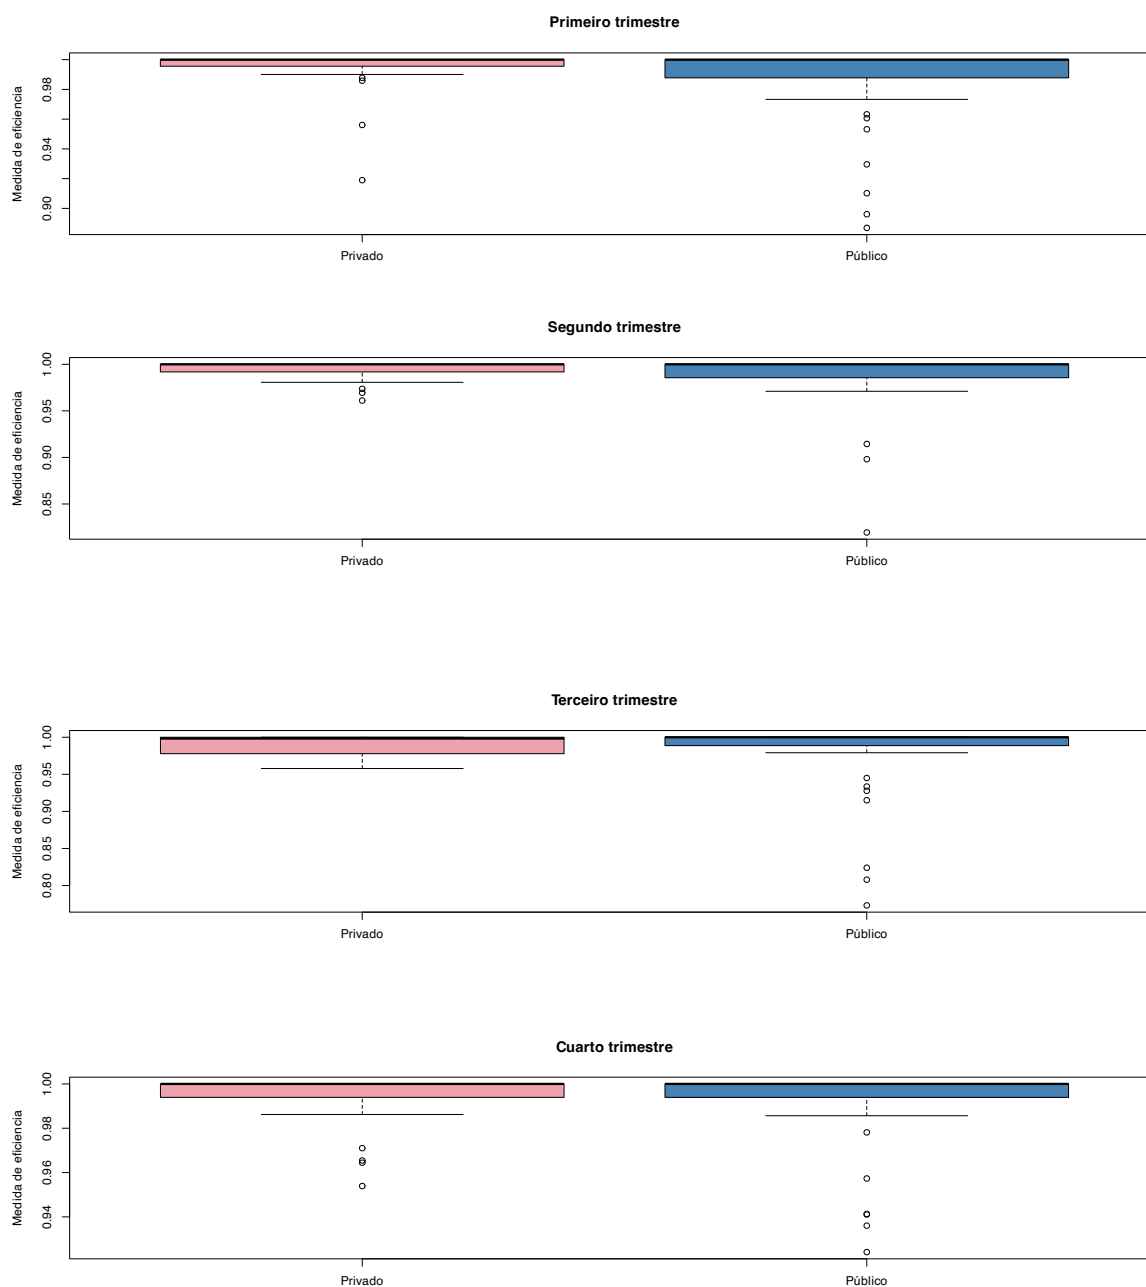 Primeiro trimestre
Medida de eficiencia
0.98
0.94
0.90
Privado
Público
Segundo trimestre
Medida de eficiencia
1.00
0.95
0.90
0.85
Privado
Público
Terceiro trimestre
Medida de eficiencia
1.00
0.95
0.90
0.85
0.80
Privado
Público
Cuarto trimestre
Medida de eficiencia
1.00
0.98
0.96
0.94
Privado
Público